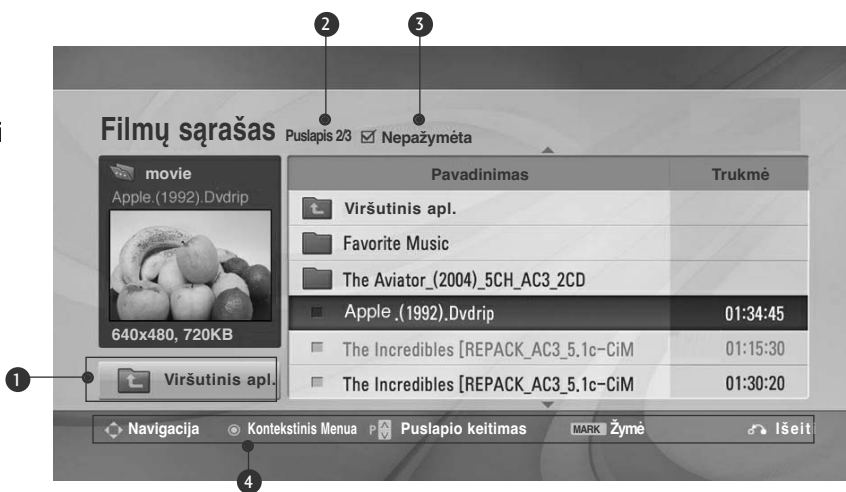 2 3
i
Filmų sąrašas Puslapis 2/3 Nepažymėta
movie
Apple.(1992).Dvdrip
640x480, 720KB
1 Viršutinis apl.
Pavadinimas Trukmė
Viršutinis apl.
Favorite Music
The Aviator_(2004)_5CH_AC3_2CD
Apple .(1992).Dvdrip 01:34:45
The Incredibles [REPACK_AC3_5.1c-CiM 01:15:30
The Incredibles [REPACK_AC3_5.1c-CiM 01:30:20
Navigacija Kontekstinis Menua P Puslapio keitimas MARK Žymė Išeiti
4